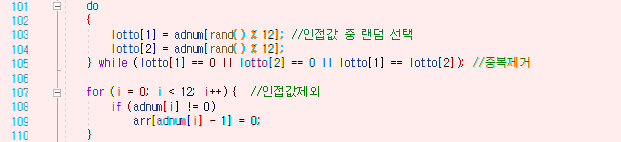 101 do
102 {
103 lotto[1] = adnum[rand() % 12]; //인접값 중 랜덤 선택
104 lotto[2] = adnum[rand() % 12];
105 } while (lotto[1] == 0 || lotto[2] == 0 || lotto[1] == lotto[2]); //중복제거
106
107 for (i = 0; i < 12; i++) { //인접값제외
108 if (adnum[i] != 0)
109 arr[adnum[i] - 1] = 0;
110 }